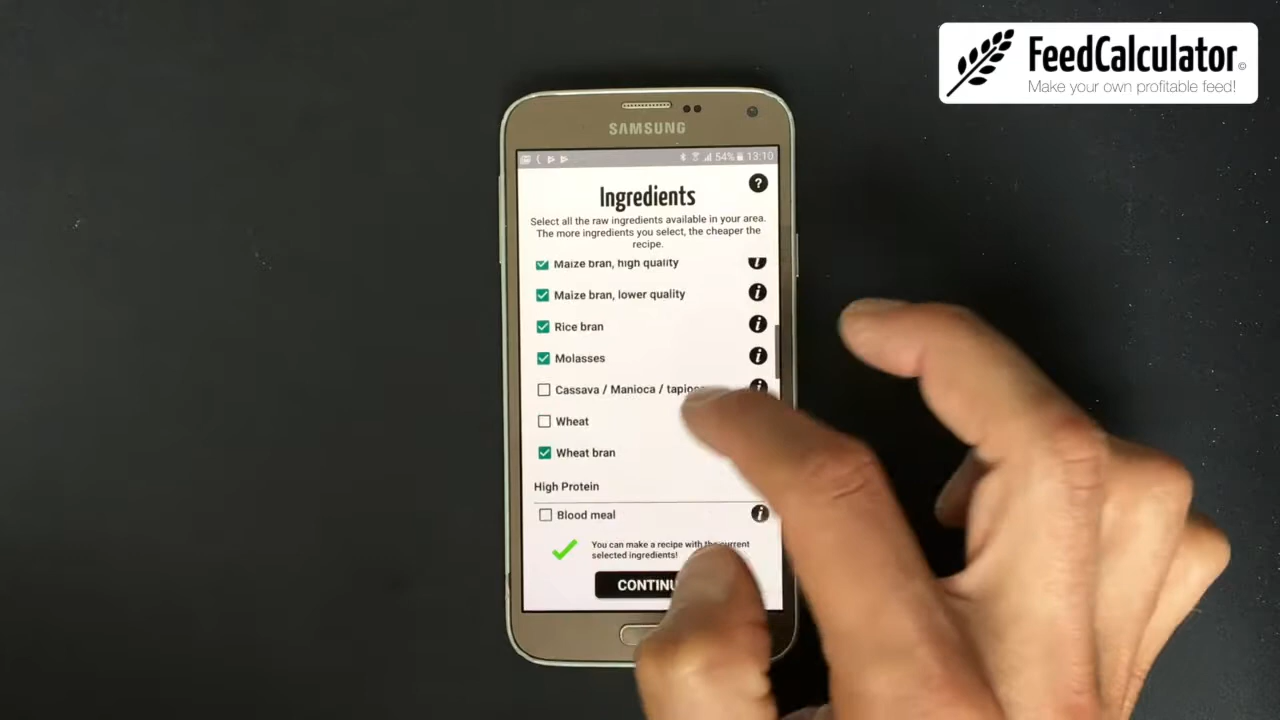 FeedCalculator©
Make your own profitable feed!
SAMSUNG
54% 13:10
Ingredients
?
Select all the raw ingredients available in your area.
The more ingredients you select, the cheaper the
recipe.
Maize bran, high quality i
Maize bran, lower quality i
Rice bran i
Molasses i
Cassava / Manioca / i
Wheat
Wheat bran
High Protein
Blood meal i
You can make a recipe with the current
selected ingredients!
CONTINU